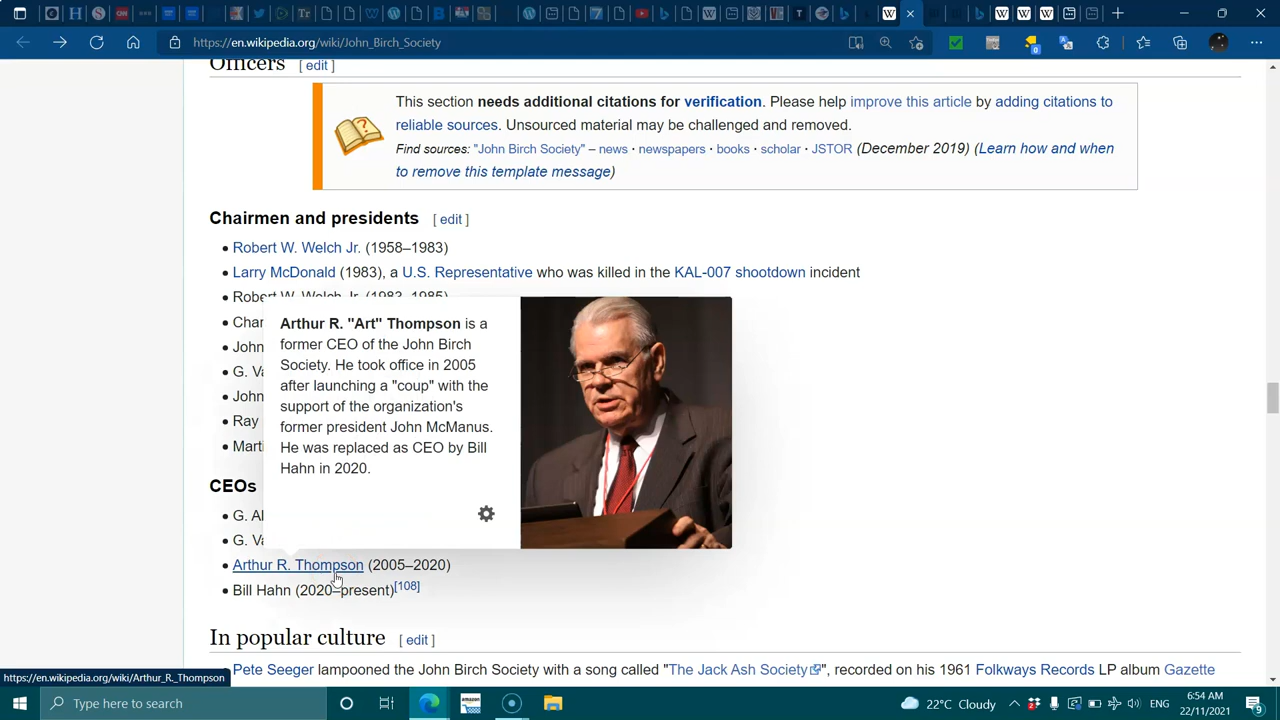 https://en.wikipedia.org/wiki/John_Birch_Society
Officers [ edit ]
This section needs additional citations for verification. Please help improve this article by adding citations to
reliable sources. Unsourced material may be challenged and removed.
Find sources: "John Birch Society" – news · newspapers · books · scholar · JSTOR (December 2019) (Learn how and when
to remove this template message)
Chairmen and presidents [ edit ]
• Robert W. Welch Jr. (1958–1983)
• Larry McDonald (1983), a U.S. Representative who was killed in the KAL-007 shootdown incident
• Robert W. Welch Jr. (1983–1985)
• Char
• John
• G. Va
• John
• Ray
• Marti
Arthur R. "Art" Thompson is a
former CEO of the John Birch
Society. He took office in 2005
after launching a "coup" with the
support of the organization's
former president John McManus.
He was replaced as CEO by Bill
Hahn in 2020.
CEOs
• G. Al
• G. Va
• Arthur R. Thompson (2005–2020)
• Bill Hahn (2020–present)[108]
In popular culture [ edit ]
• Pete Seeger lampooned the John Birch Society with a song called "The Jack Ash Society", recorded on his 1961 Folkways Records LP album Gazette
https://en.wikipedia.org/wiki/Arthur_R._Thompson
Type here to search
amazon
22°C Cloudy
ENG
6:54 AM
22/11/2021